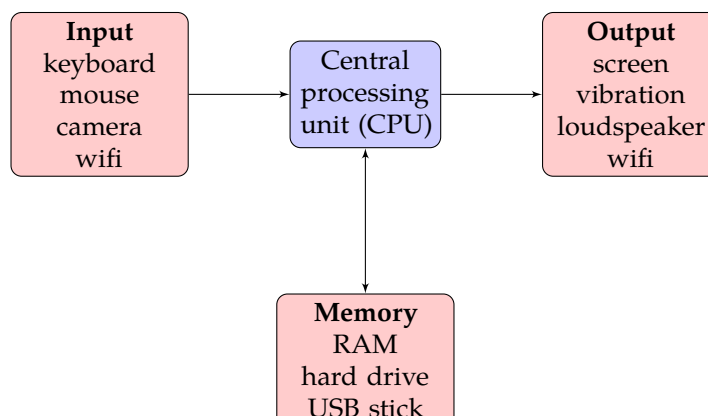 Input
keyboard
mouse
camera
wifi
Central
processing
unit (CPU)
Output
screen
vibration
loudspeaker
wifi
Memory
RAM
hard drive
USB stick